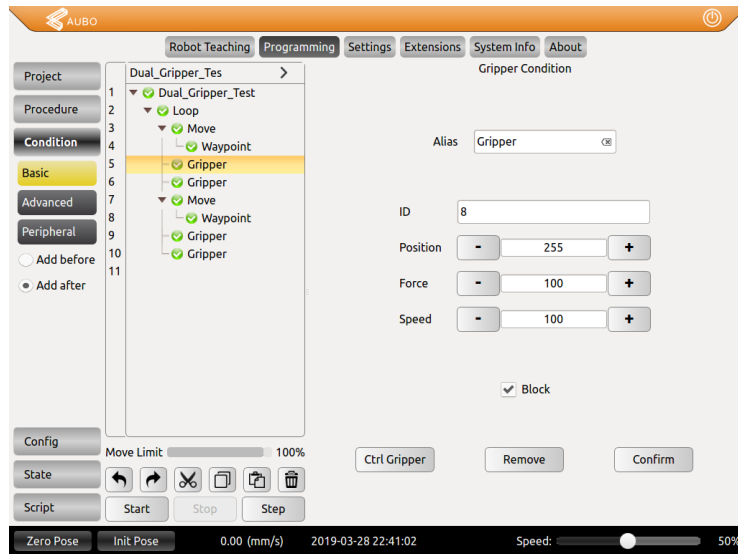 AUBO
Robot Teaching Programming Settings Extensions System Info About
Project
Procedure
Condition
Basic
Advanced
Peripheral
Add before
Add after
Config
State
Script
Dual_Gripper_Tes
1 Dual_Gripper_Test
2 Loop
3 Move
4 Waypoint
5 Gripper
6 Gripper
7 Move
8 Waypoint
9 Gripper
10 Gripper
11
Move Limit 100%
Start Stop Step
Gripper Condition
Alias Gripper
ID 8
Position - 255 +
Force - 100 +
Speed - 100 +
Block
Ctrl Gripper Remove Confirm
Zero Pose Init Pose 0.00 (mm/s) 2019-03-28 22:41:02 Speed: 50%